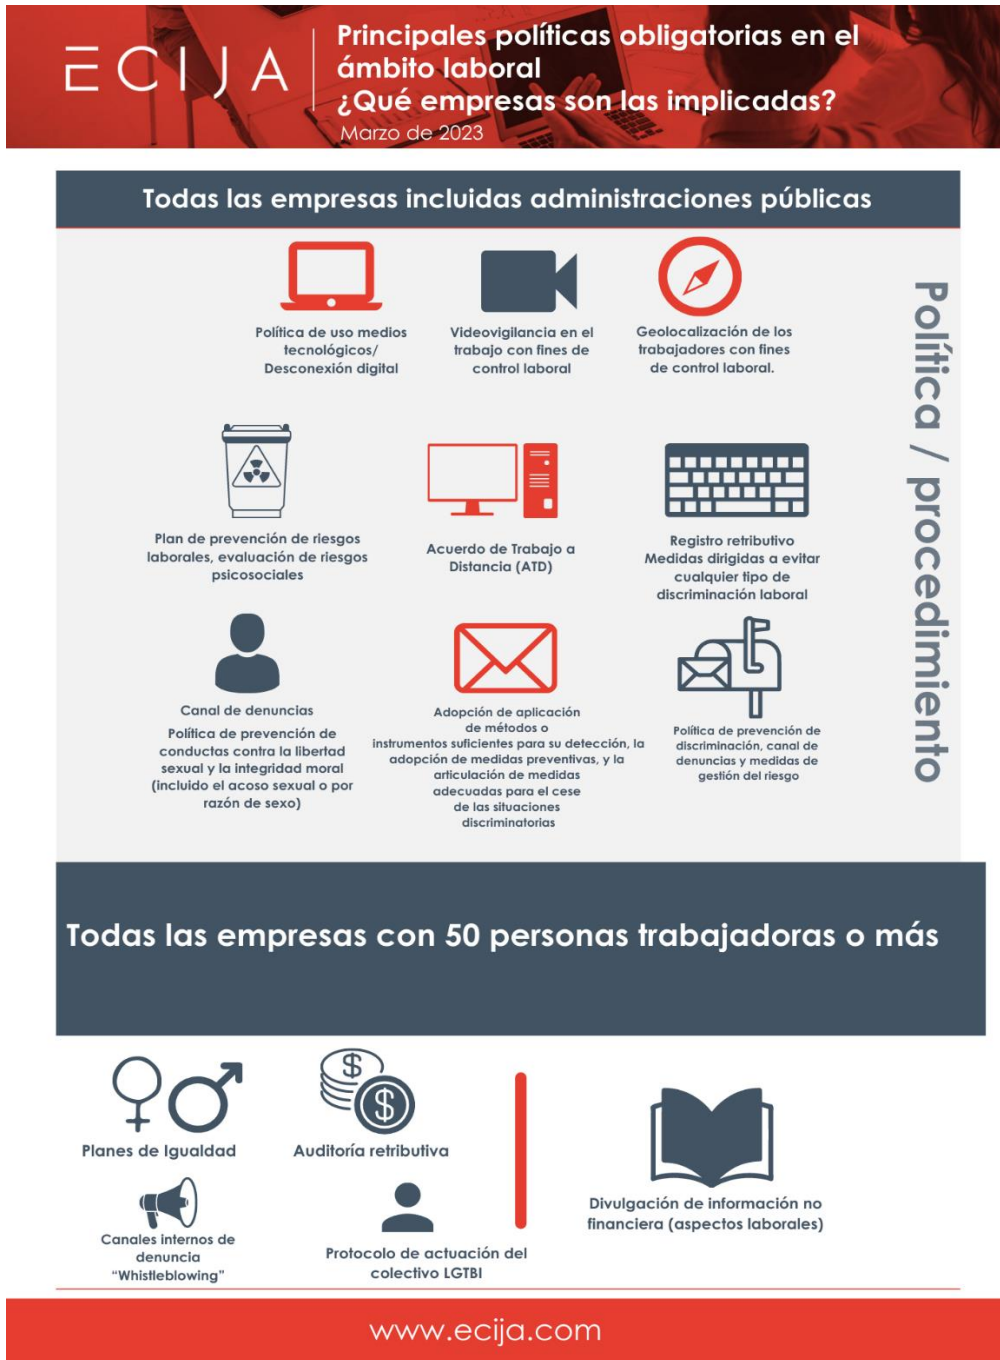 ECIJA
Principales políticas obligatorias en el
ámbito laboral
¿Qué empresas son las implicadas?
Marzo de 2023
Todas las empresas incluidas administraciones públicas
Política / procedimiento
Política de uso medios
tecnológicos/
Desconexión digital
Videovigilancia en el
trabajo con fines de
control laboral
Geolocalización de los
trabajadores con fines
de control laboral.
Plan de prevención de riesgos
laborales, evaluación de riesgos
psicosociales
Acuerdo de Trabajo a
Distancia (ATD)
Registro retributivo
Medidas dirigidas a evitar
cualquier tipo de
discriminación laboral
Canal de denuncias
Política de prevención de
conductas contra la libertad
sexual y la integridad moral
(incluido el acoso sexual o por
razón de sexo)
Adopción de aplicación
de métodos o
instrumentos suficientes para su detección, la
adopción de medidas preventivas, y la
articulación de medidas
adecuadas para el cese
de las situaciones
discriminatorias
Política de prevención de
discriminación, canal de
denuncias y medidas de
gestión del riesgo
Todas las empresas con 50 personas trabajadoras o más
$
$
Planes de Igualdad
Auditoría retributiva
Canales internos de
denuncia
“Whistleblowing”
Protocolo de actuación del
colectivo LGTBI
Divulgación de información no
financiera (aspectos laborales)
www.ecija.com